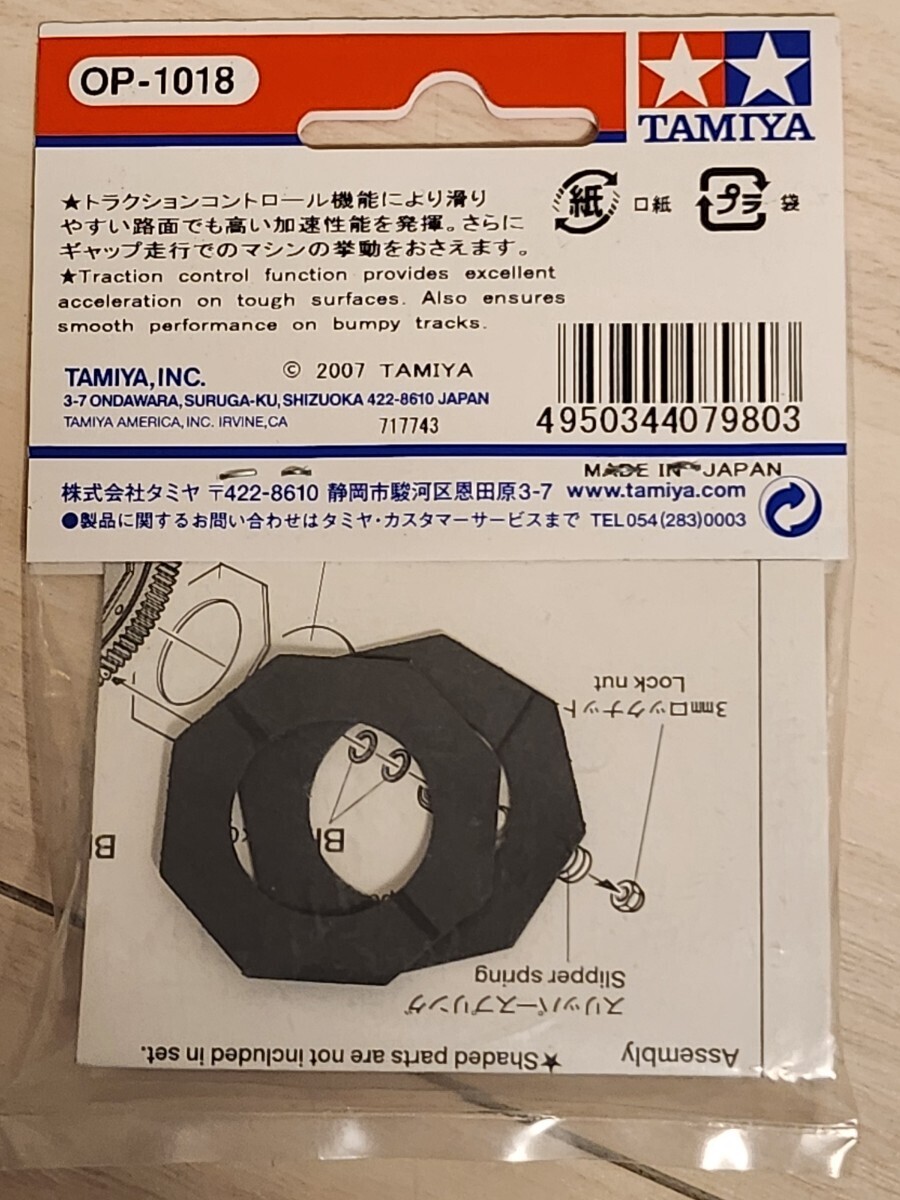 OP-1018
TAMIYA
★トラクションコントロール機能により滑り
やすい路面でも高い加速性能を発揮。さらに
ギャップ走行でのマシンの挙動をおさえます。
★Traction control function provides excellent
acceleration on tough surfaces. Also ensures
smooth performance on bumpy tracks.
紙 口紙
プラ 袋
TAMIYA, INC.
© 2007 TAMIYA
3-7 ONDAWARA, SURUGA-KU, SHIZUOKA 422-8610 JAPAN
TAMIYA AMERICA, INC. IRVINE, CA
717743
4950344079803
MADE IN JAPAN
株式会社タミヤ 〒422-8610 静岡市駿河区恩田原3-7 www.tamiya.com
●製品に関するお問い合わせはタミヤ・カスタマーサービスまで TEL 054(283)0003
Assembly
★Shaded parts are not included in set.
スリッパースプリング
Slipper spring
3mmロックナット
Lock nut